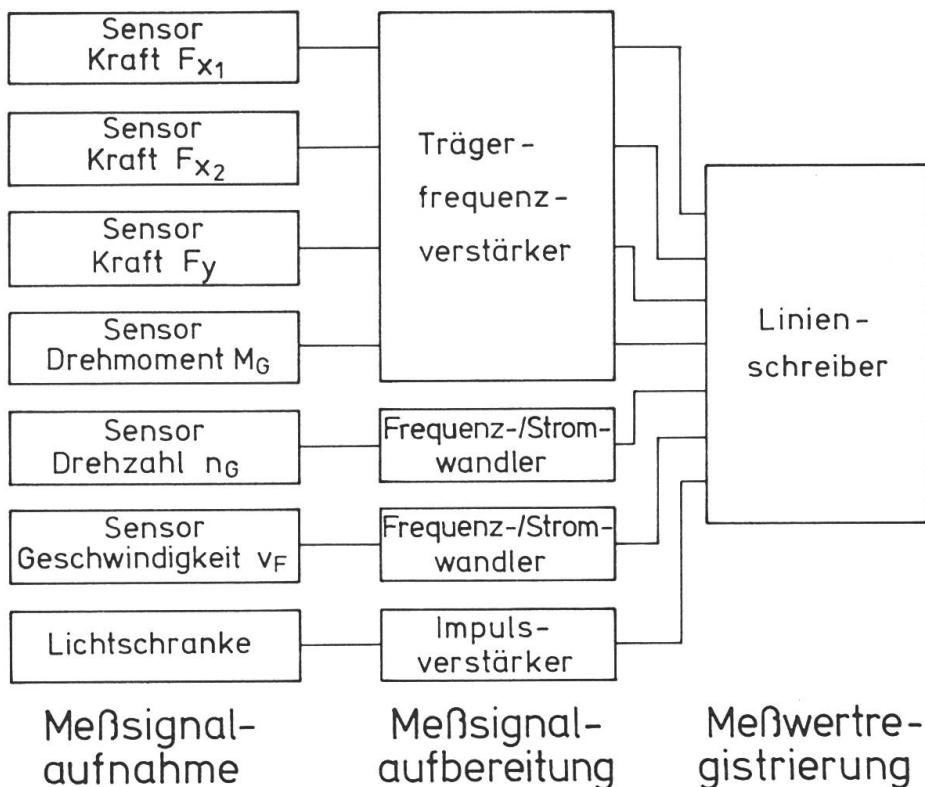 Sensor
Kraft Fx1
Sensor
Kraft Fx2
Sensor
Kraft Fy
Sensor
Drehmoment MG
Sensor
Drehzahl nG
Sensor
Geschwindigkeit vF
Lichtschranke
Träger-
frequenz-
verstärker
Frequenz-/Strom-
wandler
Frequenz-/Strom-
wandler
Impuls-
verstärker
Linien-
schreiber
Meßsignal-
aufnahme
Meßsignal-
aufbereitung
Meßwertre-
gistrierung